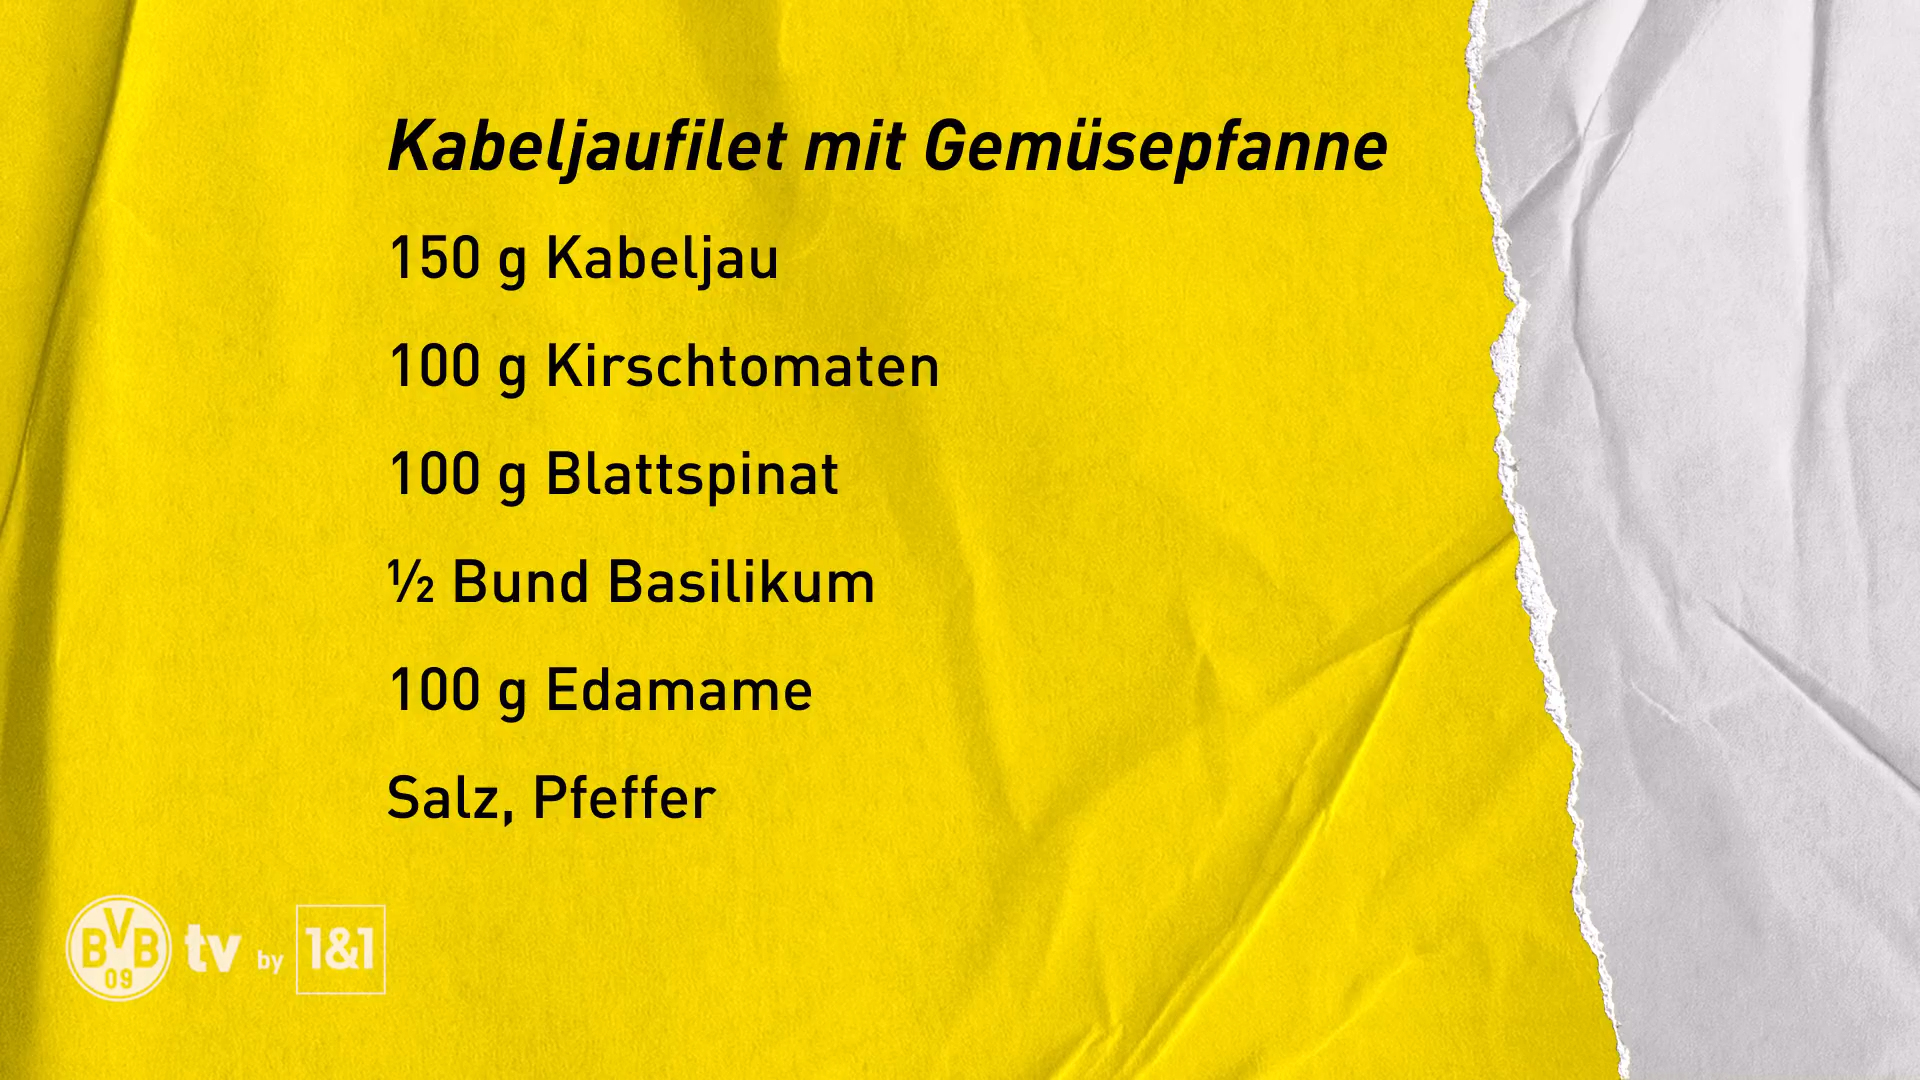 Kabeljaufilet mit Gemüsepfanne
150 g Kabeljau
100 g Kirschtomaten
100 g Blattspinat
½ Bund Basilikum
100 g Edamame
Salz, Pfeffer
BVB 09 tv by 1&1